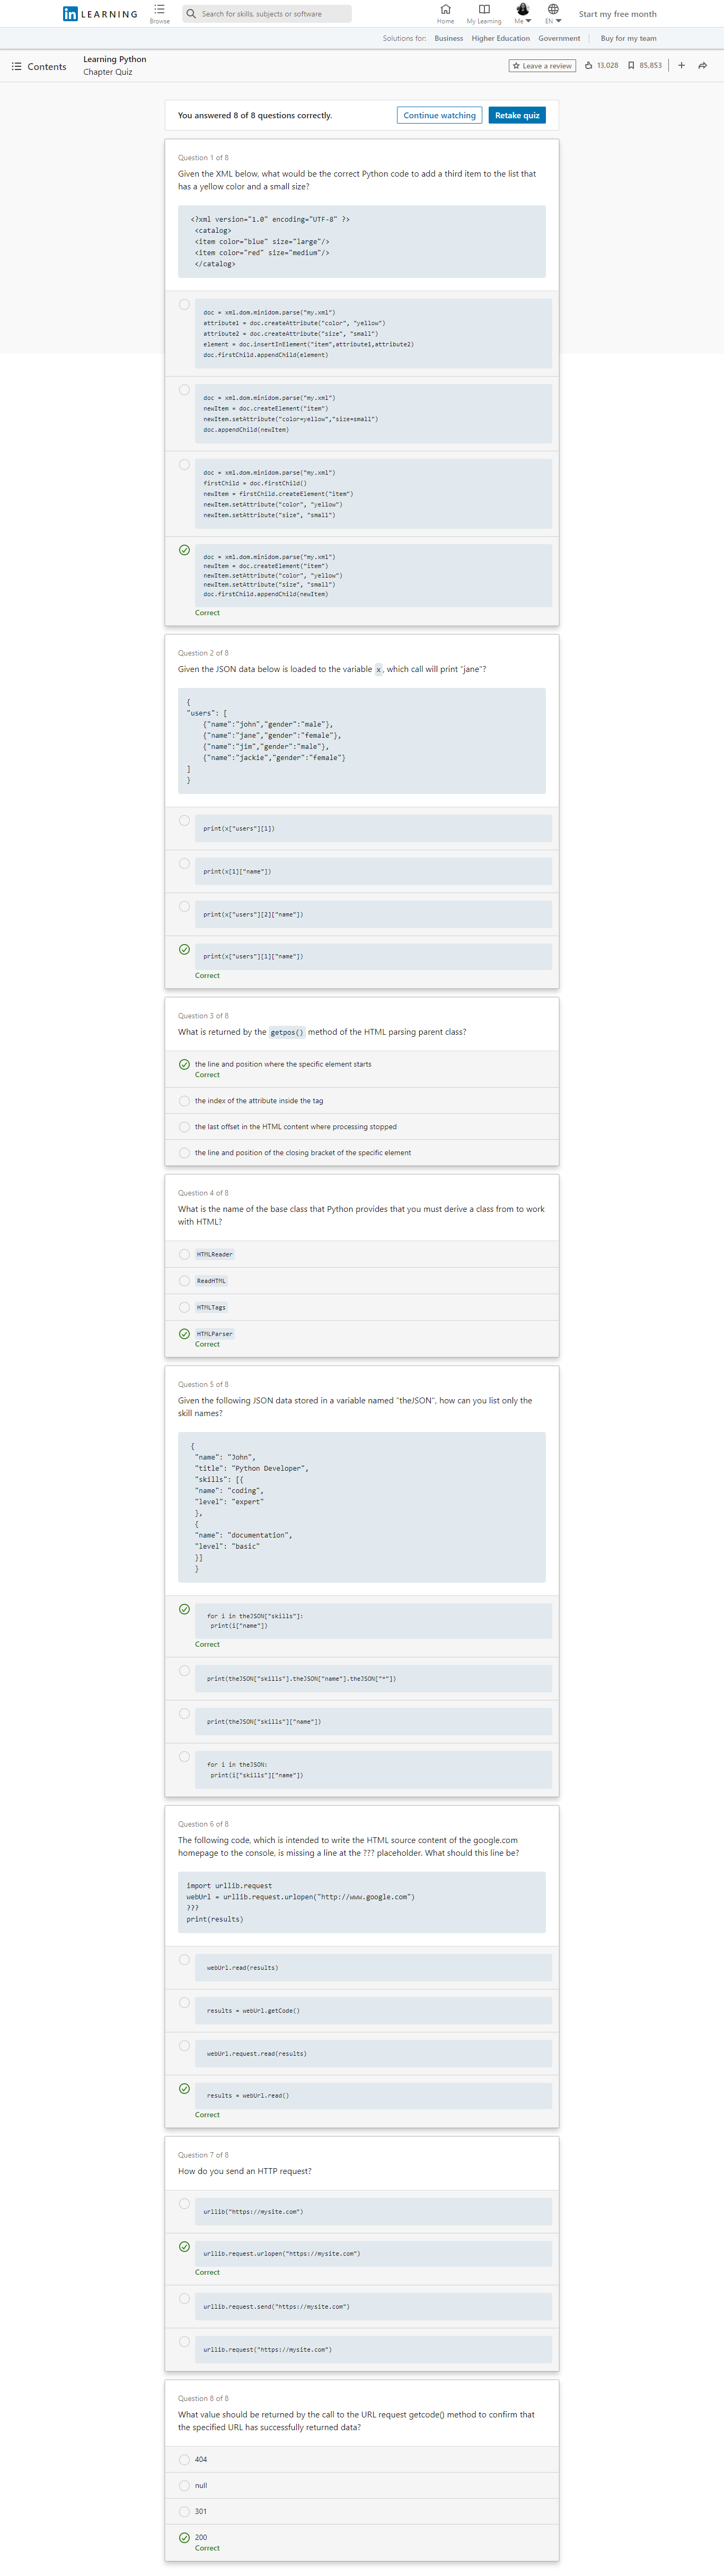 in LEARNING
Browse
Search for skills, subjects or software
Home
My Learning
Me
EN
Start my free month
Solutions for:
Business
Higher Education
Government
Buy for my team
Contents
Learning Python
Chapter Quiz
Leave a review
13,028
85,853
You answered 8 of 8 questions correctly.
Continue watching
Retake quiz
Question 1 of 8
Given the XML below, what would be the correct Python code to add a third item to the list that
has a yellow color and a small size?
<?xml version="1.0" encoding="UTF-8" ?>
<catalog>
<item color="blue" size="large"/>
<item color="red" size="medium"/>
</catalog>
doc = xml.dom.minidom.parse("my.xml")
attribute1 = doc.createAttribute("color", "yellow")
attribute2 = doc.createAttribute("size", "small")
element = doc.insertInElement("item",attribute1,attribute2)
doc.firstChild.appendChild(element)
doc = xml.dom.minidom.parse("my.xml")
newItem = doc.createElement("item")
newItem.setAttribute("color=yellow","size=small")
doc.appendChild(newItem)
doc = xml.dom.minidom.parse("my.xml")
firstChild = doc.firstChild()
newItem = firstChild.createElement("item")
newItem.setAttribute("color", "yellow")
newItem.setAttribute("size", "small")
doc = xml.dom.minidom.parse("my.xml")
newItem = doc.createElement("item")
newItem.setAttribute("color", "yellow")
newItem.setAttribute("size", "small")
doc.firstChild.appendChild(newItem)
Correct
Question 2 of 8
Given the JSON data below is loaded to the variable x, which call will print "jane"?
{
"users": [
{"name":"john","gender":"male"},
{"name":"jane","gender":"female"},
{"name":"jim","gender":"male"},
{"name":"jackie","gender":"female"}
]
}
print(x["users"][1])
print(x[1]["name"])
print(x["users"][2]["name"])
print(x["users"][1]["name"])
Correct
Question 3 of 8
What is returned by the getpos() method of the HTML parsing parent class?
the line and position where the specific element starts
Correct
the index of the attribute inside the tag
the last offset in the HTML content where processing stopped
the line and position of the closing bracket of the specific element
Question 4 of 8
What is the name of the base class that Python provides that you must derive a class from to work
with HTML?
HTMLReader
ReadHTML
HTMLTags
HTMLParser
Correct
Question 5 of 8
Given the following JSON data stored in a variable named "theJSON", how can you list only the
skill names?
{
"name": "John",
"title": "Python Developer",
"skills": [{
"name": "coding",
"level": "expert"
},
{
"name": "documentation",
"level": "basic"
}]
}
for i in theJSON["skills"]:
print(i["name"])
Correct
print(theJSON["skills"].theJSON["name"].theJSON["*"])
print(theJSON["skills"]["name"])
for i in theJSON:
print(i["skills"]["name"])
Question 6 of 8
The following code, which is intended to write the HTML source content of the google.com
homepage to the console, is missing a line at the ??? placeholder. What should this line be?
import urllib.request
webUrl = urllib.request.urlopen("http://www.google.com")
???
print(results)
webUrl.read(results)
results = webUrl.getCode()
webUrl.request.read(results)
results = webUrl.read()
Correct
Question 7 of 8
How do you send an HTTP request?
urllib("https://mysite.com")
urllib.request.urlopen("https://mysite.com")
Correct
urllib.request.send("https://mysite.com")
urllib.request("https://mysite.com")
Question 8 of 8
What value should be returned by the call to the URL request getcode() method to confirm that
the specified URL has successfully returned data?
404
null
301
200
Correct